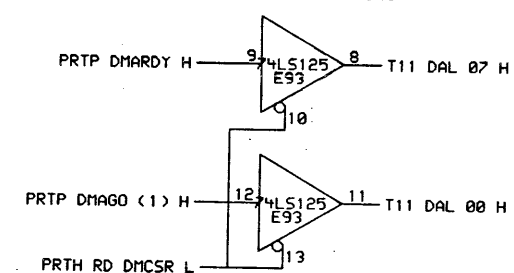 PRTP DMARDY H 9 4LS125 8 T11 DAL 07 H
E93
10
PRTP DMAGO (1) H 12 4LS125 11 T11 DAL 00 H
E93
13
PRTH RD DMCSR L